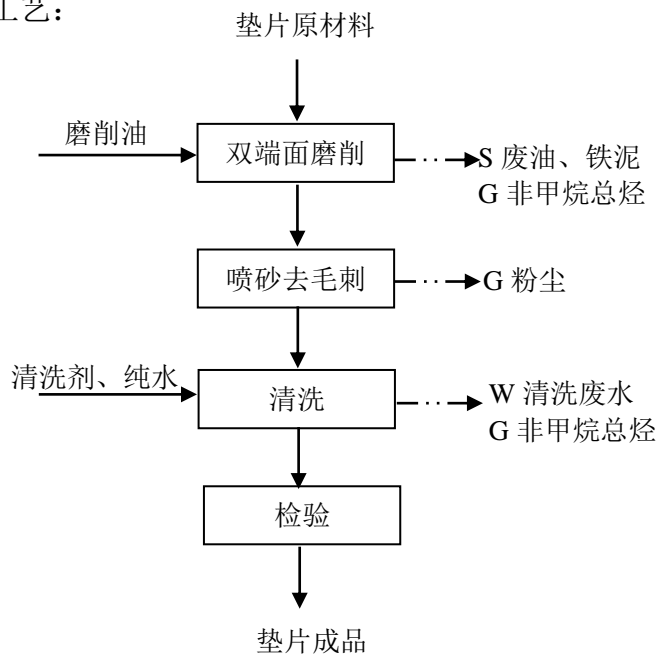 工艺：
垫片原材料
磨削油
双端面磨削
S 废油、铁泥
G 非甲烷总烃
喷砂去毛刺
G 粉尘
清洗剂、纯水
清洗
W 清洗废水
G 非甲烷总烃
检验
垫片成品